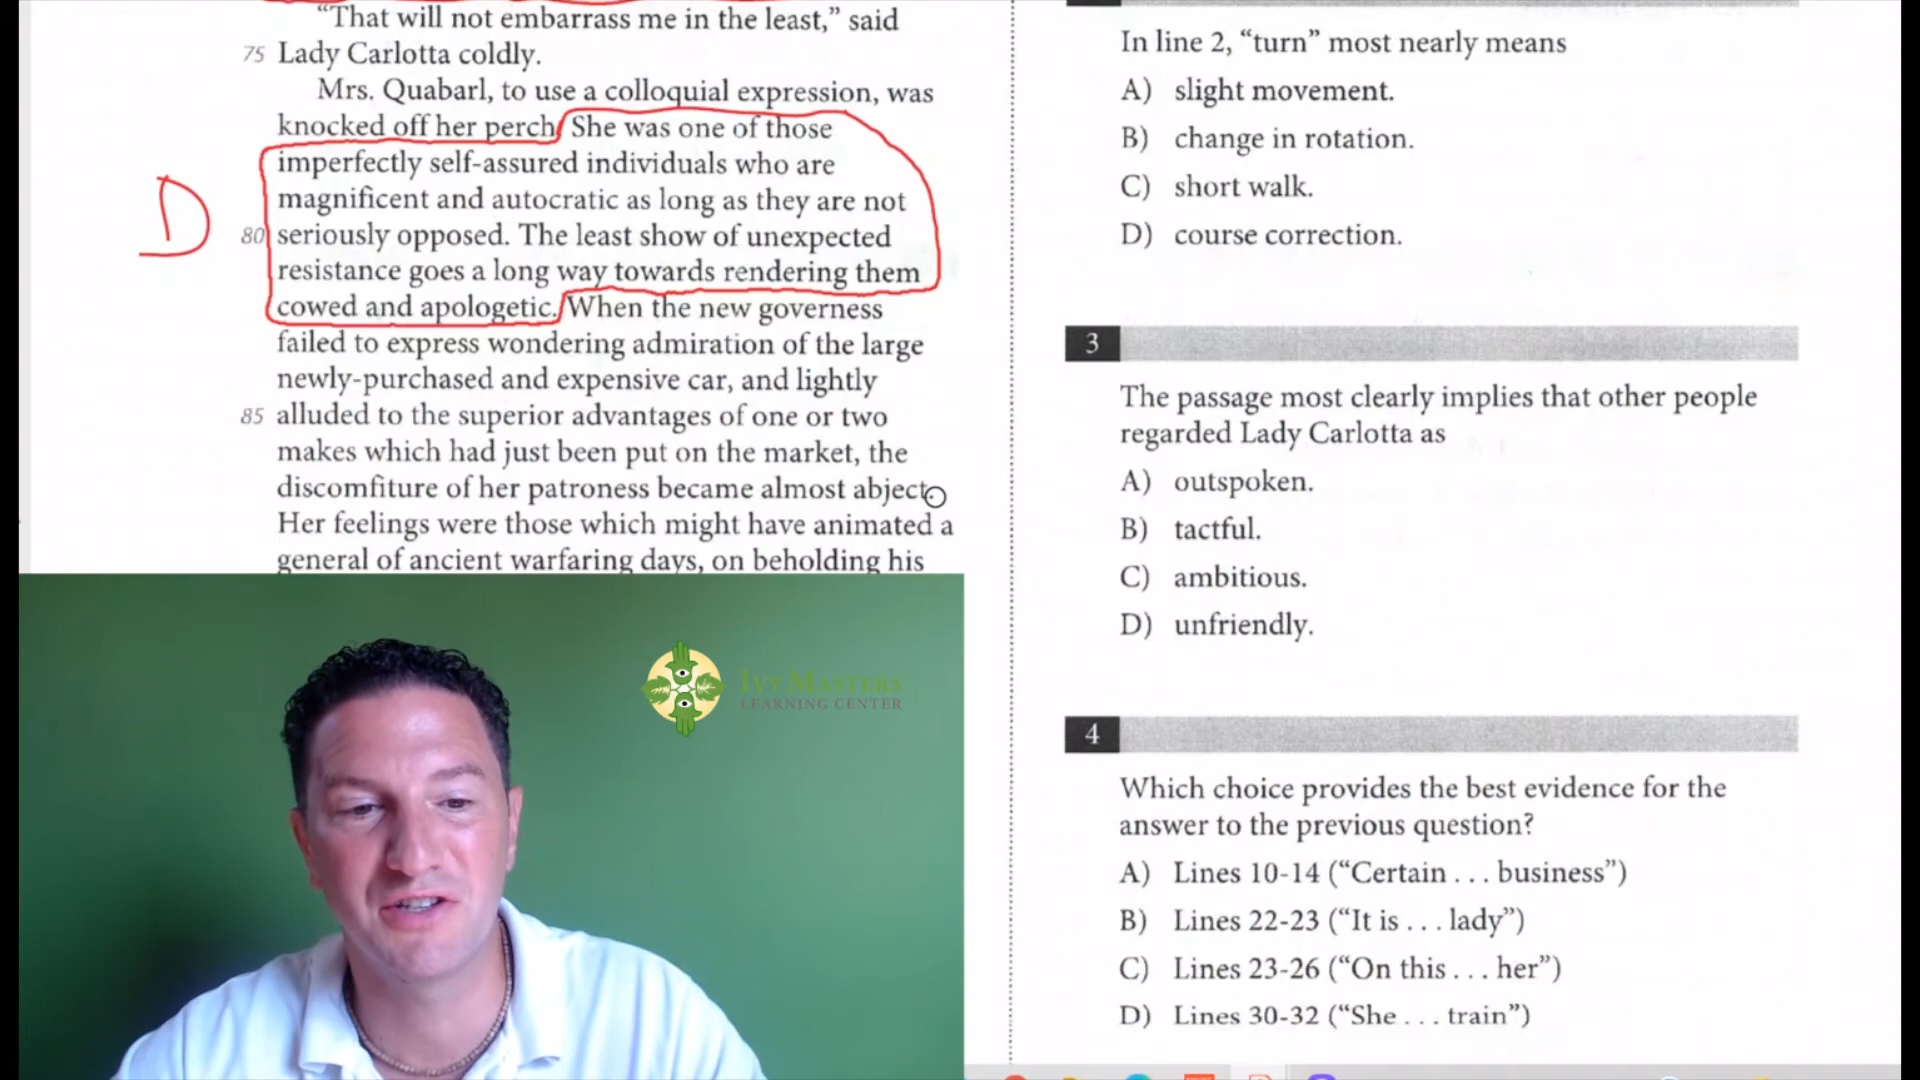 “That will not embarrass me in the least,” said
75 Lady Carlotta coldly.
Mrs. Quabarl, to use a colloquial expression, was
knocked off her perch. She was one of those
imperfectly self-assured individuals who are
magnificent and autocratic as long as they are not
80 seriously opposed. The least show of unexpected
resistance goes a long way towards rendering them
cowed and apologetic. When the new governess
failed to express wondering admiration of the large
newly-purchased and expensive car, and lightly
85 alluded to the superior advantages of one or two
makes which had just been put on the market, the
discomfiture of her patroness became almost abject.
Her feelings were those which might have animated a
general of ancient warfaring days, on beholding his
D
IVY MASTERS
LEARNING CENTER
In line 2, “turn” most nearly means
A) slight movement.
B) change in rotation.
C) short walk.
D) course correction.
3
The passage most clearly implies that other people
regarded Lady Carlotta as
A) outspoken.
B) tactful.
C) ambitious.
D) unfriendly.
4
Which choice provides the best evidence for the
answer to the previous question?
A) Lines 10-14 (“Certain . . . business”)
B) Lines 22-23 (“It is . . . lady”)
C) Lines 23-26 (“On this . . . her”)
D) Lines 30-32 (“She . . . train”)